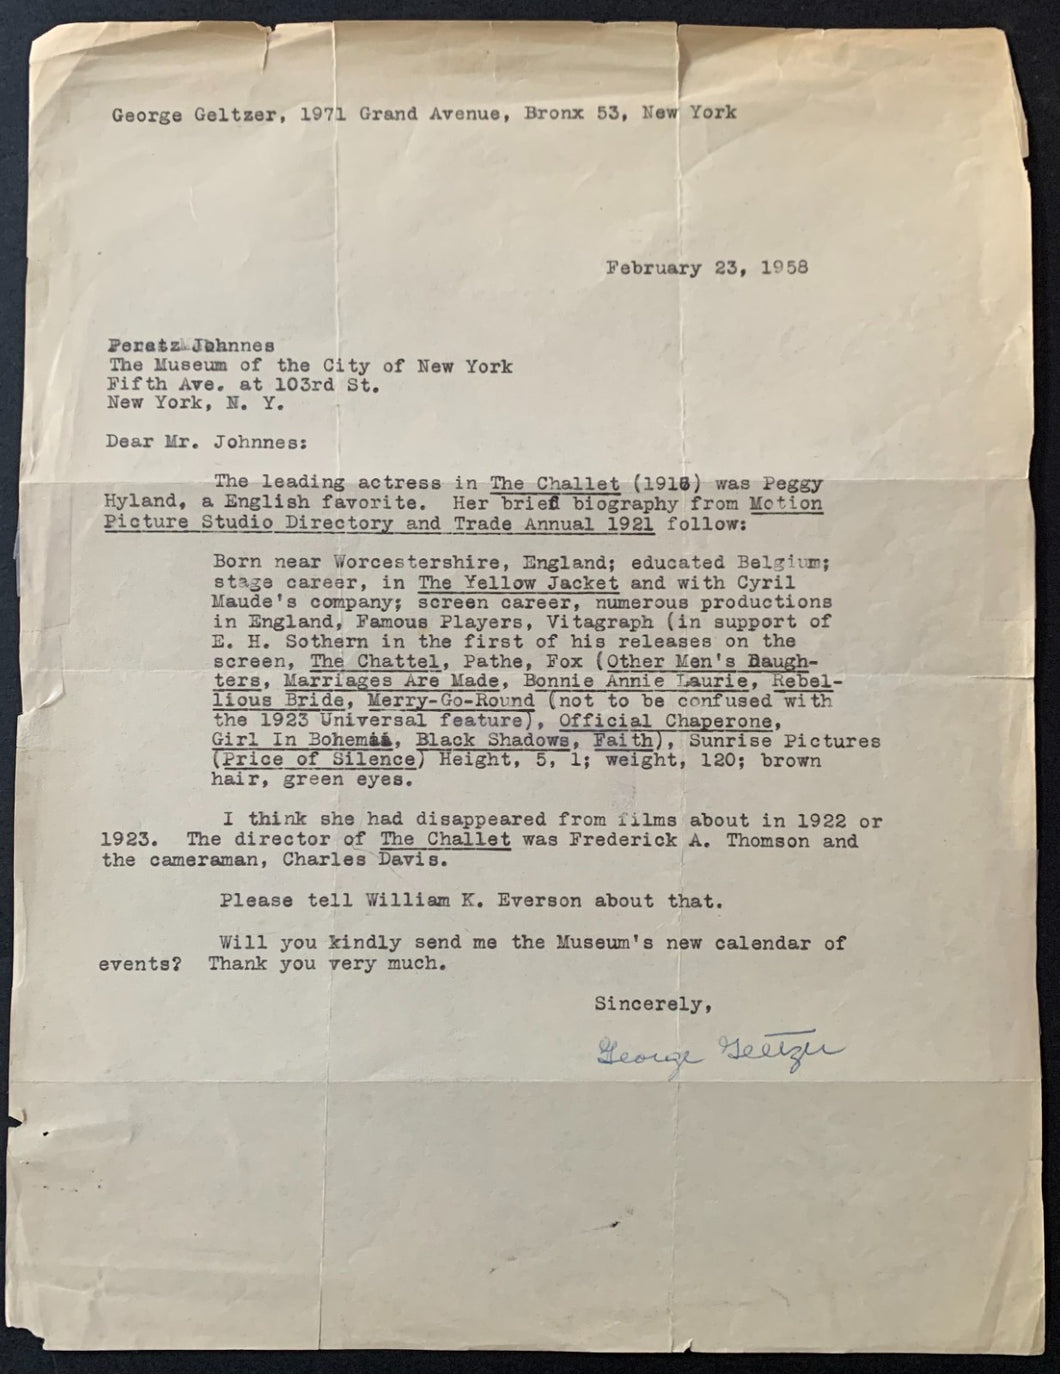 George Geltzer, 1971 Grand Avenue, Bronx 53, New York
February 23, 1958
Peretz Johnnes
The Museum of the City of New York
Fifth Ave. at 103rd St.
New York, N. Y.
Dear Mr. Johnnes:
The leading actress in The Challet (1916) was Peggy
Hyland, a English favorite. Her brief biography from Motion
Picture Studio Directory and Trade Annual 1921 follow:
Born near Worcestershire, England; educated Belgium;
stage career, in The Yellow Jacket and with Cyril
Maude's company; screen career, numerous productions
in England, Famous Players, Vitagraph (in support of
E. H. Sothern in the first of his releases on the
screen, The Chattel, Pathe, Fox (Other Men's Daugh-
ters, Marriages Are Made, Bonnie Annie Laurie, Rebel-
lious Bride, Merry-Go-Round (not to be confused with
the 1923 Universal feature), Official Chaperone,
Girl In Bohemia, Black Shadows, Faith), Sunrise Pictures
(Price of Silence) Height, 5, 1; weight, 120; brown
hair, green eyes.
I think she had disappeared from films about in 1922 or
1923. The director of The Challet was Frederick A. Thomson and
the cameraman, Charles Davis.
Please tell William K. Everson about that.
Will you kindly send me the Museum's new calendar of
events? Thank you very much.
Sincerely,
George Geltzer